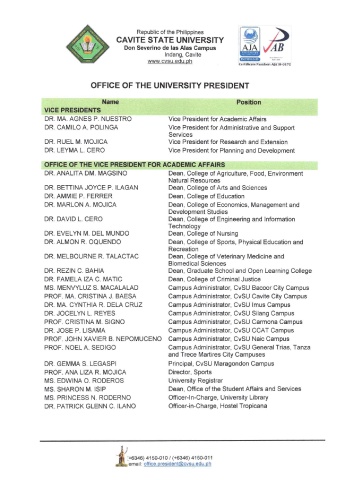 Republic of the Philippines
CAVITE STATE UNIVERSITY
Don Severino de las Alas Campus
Indang, Cavite
www.cvsu.edu.ph
AJA
AB
OFFICE OF THE UNIVERSITY PRESIDENT
Name Position
VICE PRESIDENTS
DR. MA. AGNES P. NUESTRO Vice President for Academic Affairs
DR. CAMILO A. POLINGA Vice President for Administrative and Support
Services
DR. RUEL M. MOJICA Vice President for Research and Extension
DR. LEYMA L. CERO Vice President for Planning and Development
OFFICE OF THE VICE PRESIDENT FOR ACADEMIC AFFAIRS
DR. ANALITA DM. MAGSINO Dean, College of Agriculture, Food, Environment
Natural Resources
DR. BETTINA JOYCE P. ILAGAN Dean, College of Arts and Sciences
DR. AMMIE P. FERRER Dean, College of Education
DR. MARLON A. MOJICA Dean, College of Economics, Management and
Development Studies
DR. DAVID L. CERO Dean, College of Engineering and Information
Technology
DR. EVELYN M. DEL MUNDO Dean, College of Nursing
DR. ALMON R. OQUENDO Dean, College of Sports, Physical Education and
Recreation
DR. MELBOURNE R. TALACTAC Dean, College of Veterinary Medicine and
Biomedical Sciences
DR. REZIN C. BAHIA Dean, Graduate School and Open Learning College
DR. FAMELA IZA C. MATIC Dean, College of Criminal Justice
MS. MENVYLUZ S. MACALALAD Campus Administrator, CvSU Bacoor City Campus
PROF. MA. CRISTINA J. BAESA Campus Administrator, CvSU Cavite City Campus
DR. MA. CYNTHIA R. DELA CRUZ Campus Administrator, CvSU Imus Campus
DR. JOCELYN L. REYES Campus Administrator, CvSU Silang Campus
PROF. CRISTINA M. SIGNO Campus Administrator, CvSU Carmona Campus
DR. JOSE P. LISAMA Campus Administrator, CvSU CCAT Campus
PROF. JOHN XAVIER B. NEPOMUCENO Campus Administrator, CvSU Naic Campus
PROF. NOEL A. SEDIGO Campus Administrator, CvSU General Trias, Tanza
and Trece Martires City Campuses
DR. GEMMA S. LEGASPI Principal, CvSU Maragondon Campus
PROF. ANA LIZA R. MOJICA Director, Sports
MS. EDWINA O. RODEROS University Registrar
MS. SHARON M. ISIP Dean, Office of the Student Affairs and Services
MS. PRINCESS N. RODERNO Officer-In-Charge, University Library
DR. PATRICK GLENN C. ILANO Officer-in-Charge, Hostel Tropicana
(+6346) 4150-010 / (+6346) 4150-011
email: office.president@cvsu.edu.ph